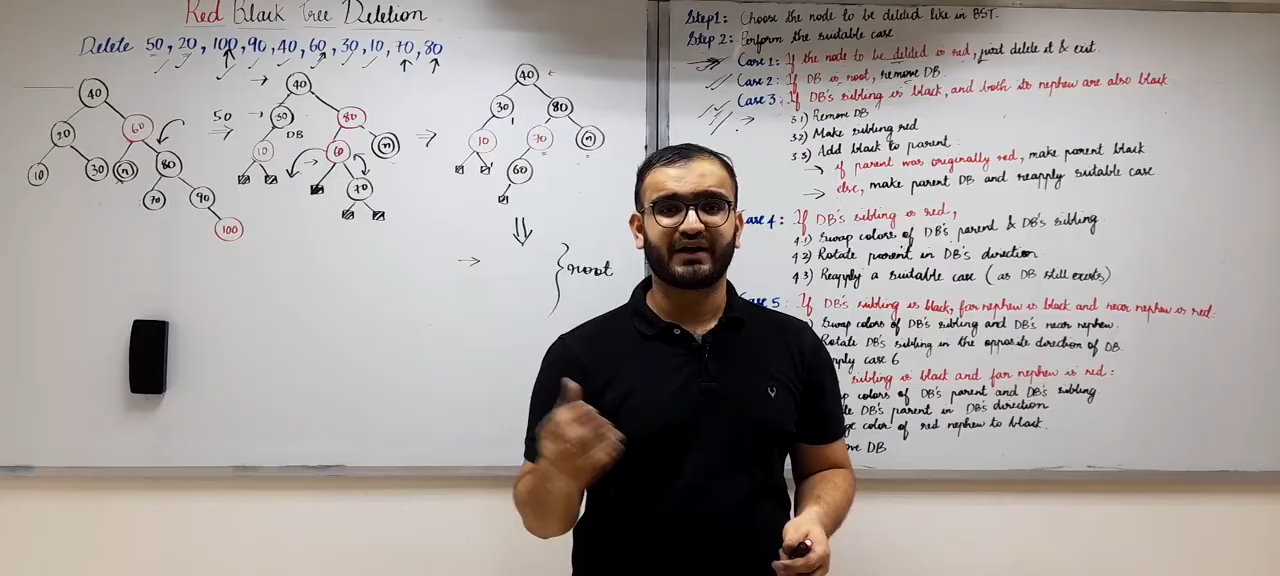 Red Black Tree Deletion
Delete 50, 20, 100, 90, 40, 60, 30, 10, 70, 80
40
20
60
10
30
n
80
70
90
100
50
40
30
DB
80
10
60
n
70
40
30
80
10
70
n
60
root
Step 1: Choose the node to be deleted like in BST.
Step 2: Perform the suitable case
Case 1: If the node to be deleted is red, just delete it & exit.
Case 2: If DB is root, remove DB.
Case 3: If DB's sibling is black, and both its nephew are also black
3.1) Remove DB
3.2) Make sibling red
3.3) Add black to parent.
→ if parent was originally red, make parent black
→ else, make parent DB and reapply suitable case
Case 4: If DB's sibling is red,
4.1) Swap colors of DB's parent & DB's sibling
4.2) Rotate parent in DB's direction
4.3) Reapply a suitable case (as DB still exists)
Case 5: If DB's sibling is black, far nephew is black and near nephew is red.
) Swap colors of DB's sibling and DB's near nephew.
Rotate DB's sibling in the opposite direction of DB
pply case 6
sibling is black and far nephew is red:
p colors of DB's parent and DB's sibling
te DB's parent in DB's direction
ge color of red nephew to black.
ve DB